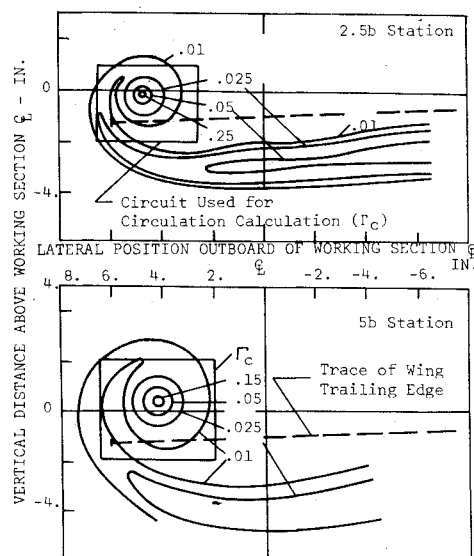 .01
2.5b Station
.025
.05
.25
.01
0
-4.
Circuit Used for
Circulation Calculation (Γc)
VERTICAL DISTANCE ABOVE WORKING SECTION ℄ - IN.
LATERAL POSITION OUTBOARD OF WORKING SECTION ℄
IN.
8. 6. 4. 2. ℄ -2. -4. -6.
4.
5b Station
Γc
.15
.05
.025
.01
Trace of Wing
Trailing Edge
0
-4.